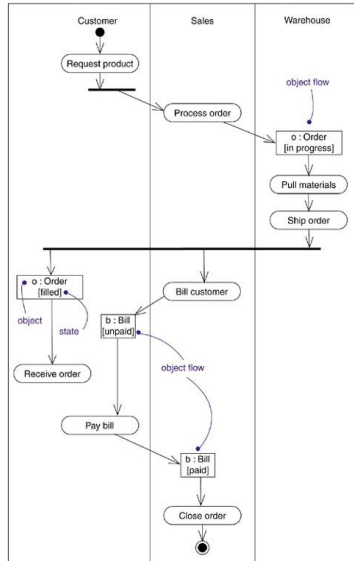 Customer
Sales
Warehouse
Request product
object flow
Process order
o : Order
[in progress]
Pull materials
Ship order
o : Order
[filled]
Bill customer
object
state
b : Bill
[unpaid]
object flow
Receive order
Pay bill
b : Bill
[paid]
Close order